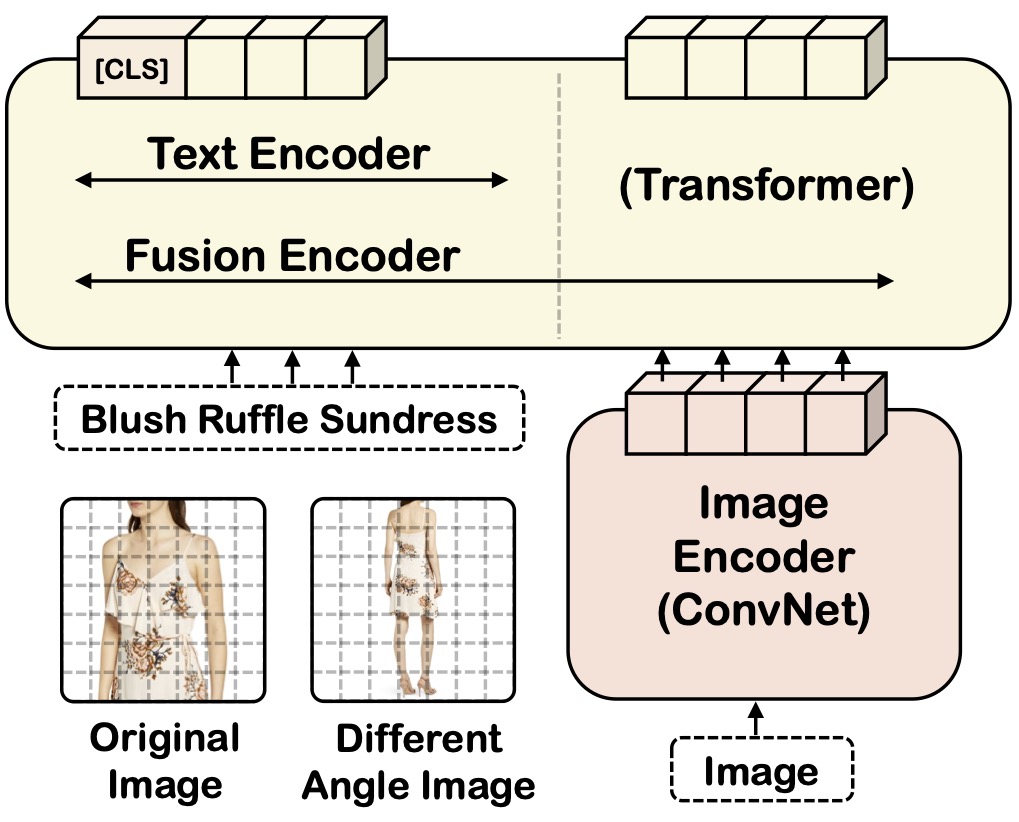 [CLS]
Text Encoder
(Transformer)
Fusion Encoder
Blush Ruffle Sundress
Image
Encoder
(ConvNet)
Original
Image
Different
Angle Image
Image